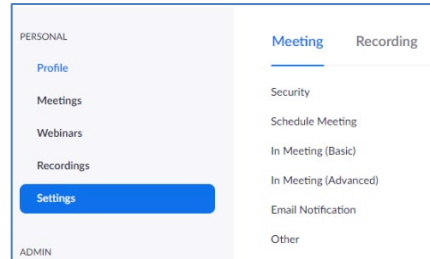 PERSONAL
Profile
Meetings
Webinars
Recordings
Settings
ADMIN
Meeting Recording
Security
Schedule Meeting
In Meeting (Basic)
In Meeting (Advanced)
Email Notification
Other